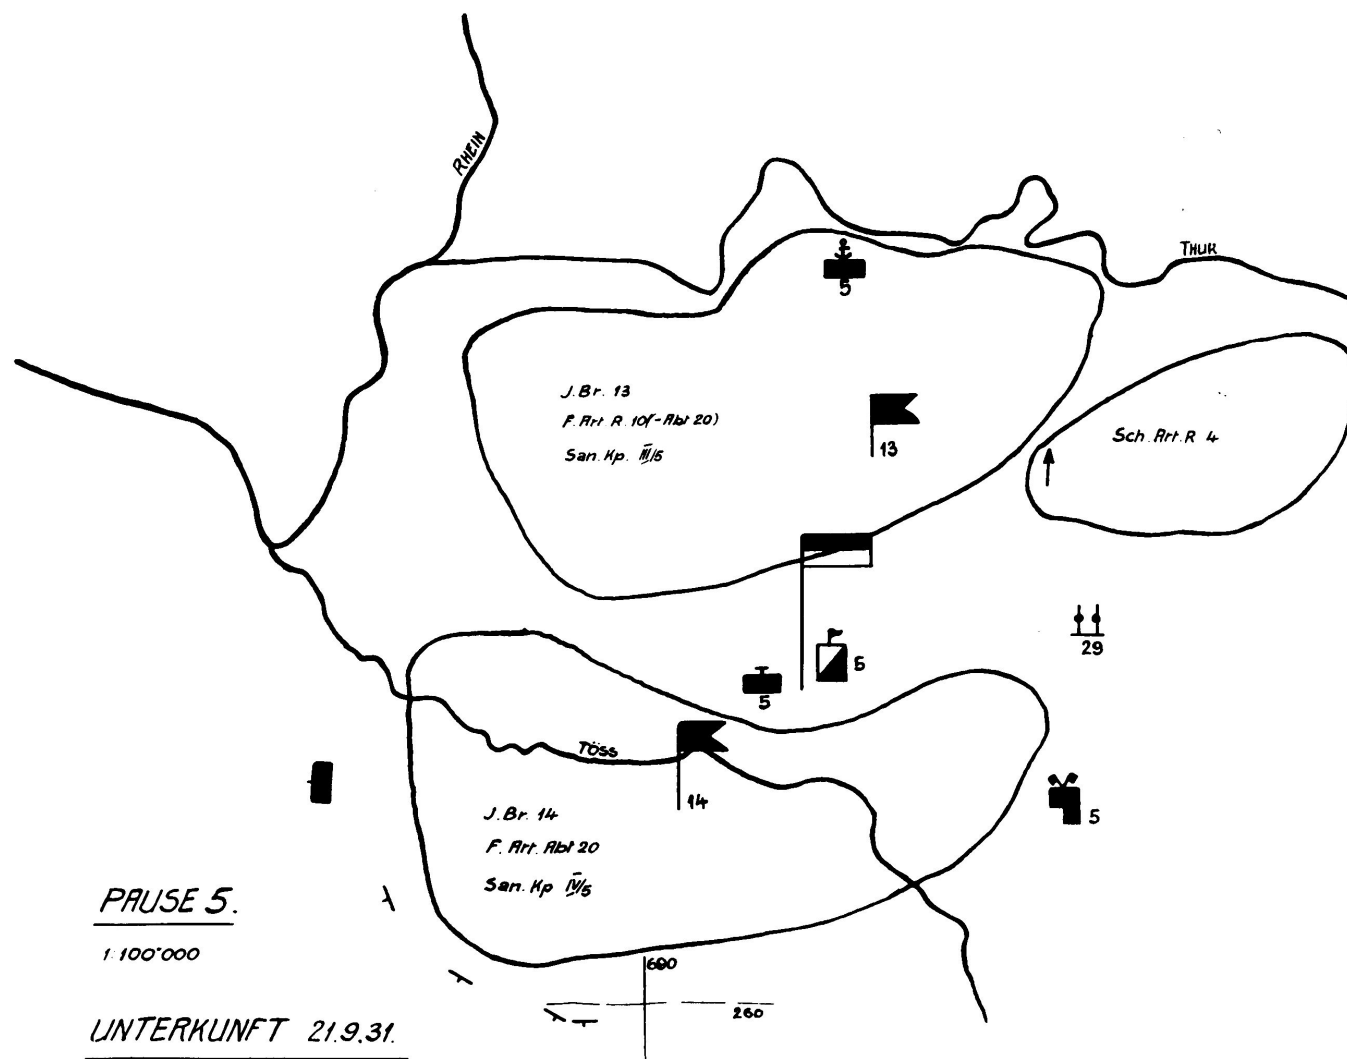 RHEIN
THUR
5
J. Br. 13
F. Art. R. 10 (-Abt 20)
San. Kp. III/5
13
Sch. Art. R 4
29
5
5
TÖSS
14
5
J. Br. 14
F. Art. Abt 20
San. Kp IV/5
PAUSE 5.
1:100'000
690
260
UNTERKUNFT 21.9.31.